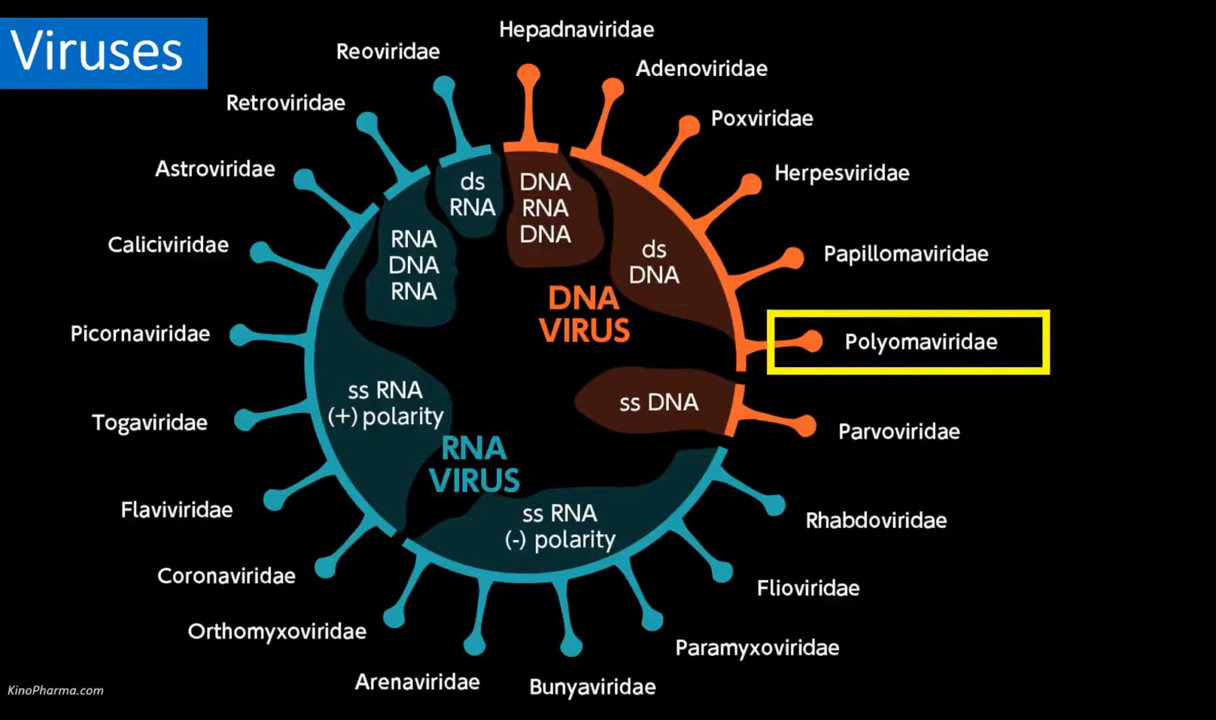 Viruses
Hepadnaviridae
Reoviridae
Adenoviridae
Retroviridae
Poxviridae
Astroviridae
Herpesviridae
Caliciviridae
Papillomaviridae
Picornaviridae
Polyomaviridae
Togaviridae
Parvoviridae
Flaviviridae
Rhabdoviridae
Coronaviridae
Flioviridae
Orthomyxoviridae
Paramyxoviridae
Arenaviridae
Bunyaviridae
ds
RNA
DNA
RNA
DNA
RNA
DNA
RNA
ds
DNA
DNA
VIRUS
ss DNA
ss RNA
(+) polarity
RNA
VIRUS
ss RNA
(-) polarity
KinoPharma.com